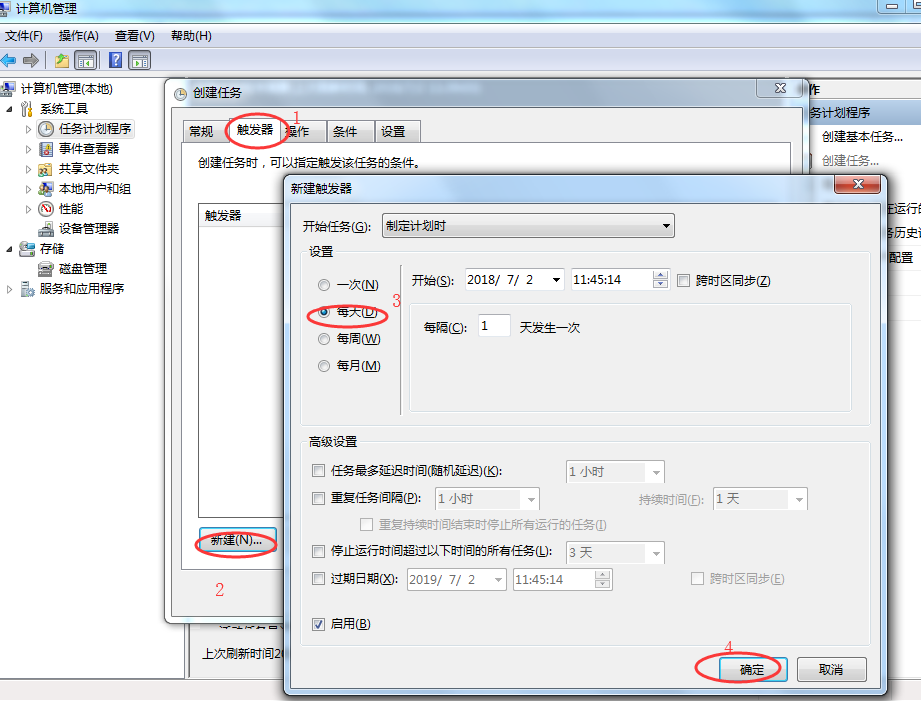 计算机管理
文件(F) 操作(A) 查看(V) 帮助(H)
计算机管理(本地)
系统工具
任务计划程序
事件查看器
共享文件夹
本地用户和组
性能
设备管理器
存储
磁盘管理
服务和应用程序
创建任务
1
常规 触发器 操作 条件 设置
创建任务时，可以指定触发该任务的条件。
触发器
新建(N)...
2
上次刷新时间20
作
务计划程序
创建基本任务...
创建任务...
在运行的
务历史记
配置
新建触发器
开始任务(G): 制定计划时
设置
一次(N)
3
每天(D)
每周(W)
每月(M)
开始(S): 2018/ 7/ 2 11:45:14 跨时区同步(Z)
每隔(C): 1 天发生一次
高级设置
任务最多延迟时间(随机延迟)(K): 1 小时
重复任务间隔(P): 1 小时 持续时间(F): 1 天
重复持续时间结束时停止所有运行的任务(I)
停止运行时间超过以下时间的所有任务(L): 3 天
过期日期(X): 2019/ 7/ 2 11:45:14 跨时区同步(E)
启用(B)
4
确定 取消